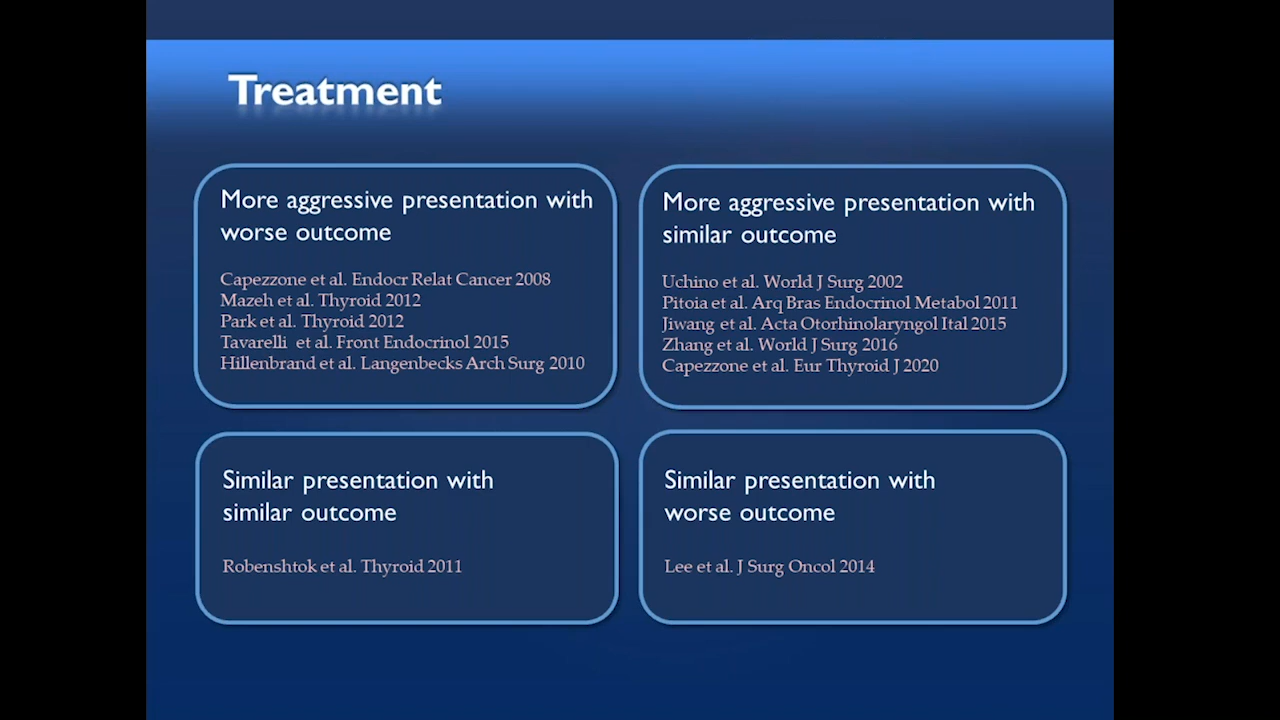 Treatment
More aggressive presentation with
worse outcome
Capezzone et al. Endocr Relat Cancer 2008
Mazeh et al. Thyroid 2012
Park et al. Thyroid 2012
Tavarelli et al. Front Endocrinol 2015
Hillenbrand et al. Langenbecks Arch Surg 2010
More aggressive presentation with
similar outcome
Uchino et al. World J Surg 2002
Pitoia et al. Arq Bras Endocrinol Metabol 2011
Jiwang et al. Acta Otorhinolaryngol Ital 2015
Zhang et al. World J Surg 2016
Capezzone et al. Eur Thyroid J 2020
Similar presentation with
similar outcome
Robenshtok et al. Thyroid 2011
Similar presentation with
worse outcome
Lee et al. J Surg Oncol 2014